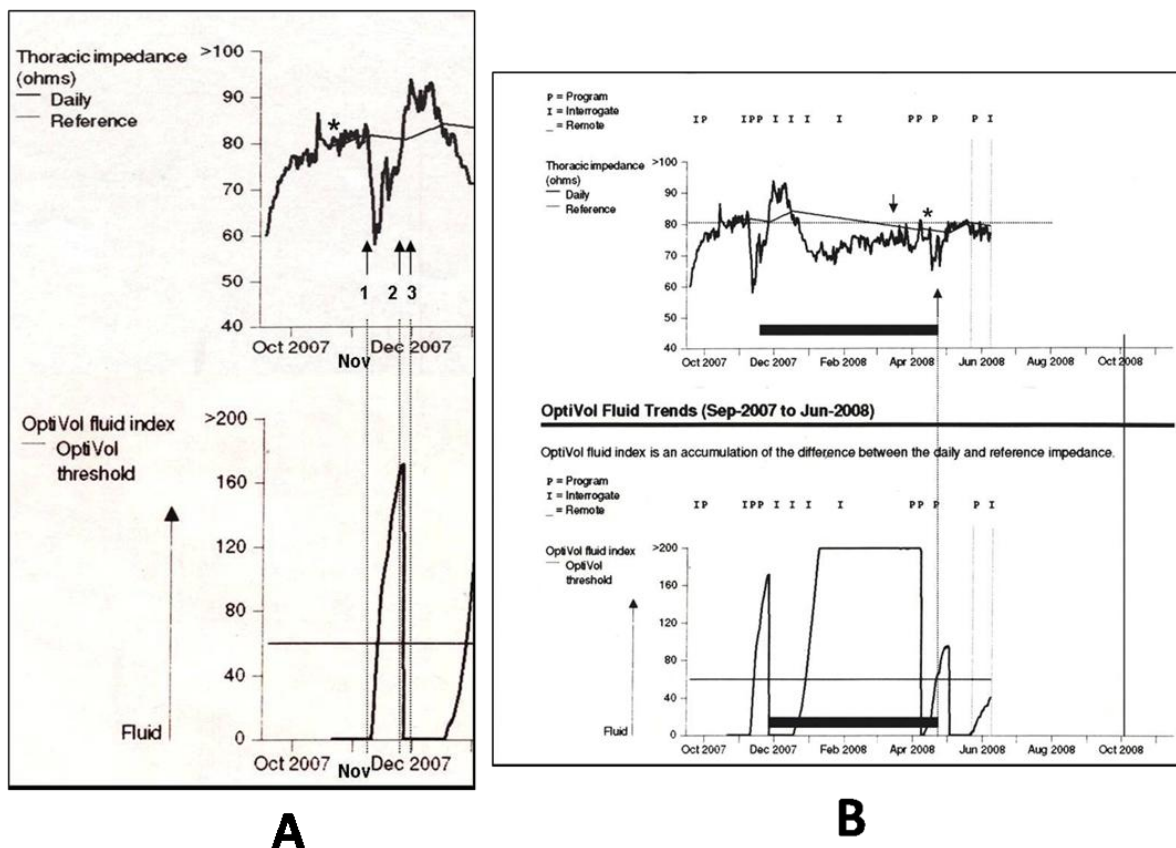 Thoracic impedance
(ohms)
— Daily
— Reference
>100
90
80
70
60
50
40
*
1 2 3
Oct 2007 Nov Dec 2007
OptiVol fluid index
— OptiVol
threshold
>200
160
120
80
40
0
Fluid
Oct 2007 Nov Dec 2007
A
P = Program
I = Interrogate
_ = Remote
I P I P P I I I I P P P P I
Thoracic impedance
(ohms)
— Daily
— Reference
>100
90
80
70
60
50
40
*
Oct 2007 Dec 2007 Feb 2008 Apr 2008 Jun 2008 Aug 2008 Oct 2008
OptiVol Fluid Trends (Sep-2007 to Jun-2008)
OptiVol fluid index is an accumulation of the difference between the daily and reference impedance.
P = Program
I = Interrogate
_ = Remote
I P I P P I I I I P P P P I
OptiVol fluid index
— OptiVol
threshold
>200
160
120
80
40
0
Fluid
Oct 2007 Dec 2007 Feb 2008 Apr 2008 Jun 2008 Aug 2008 Oct 2008
B